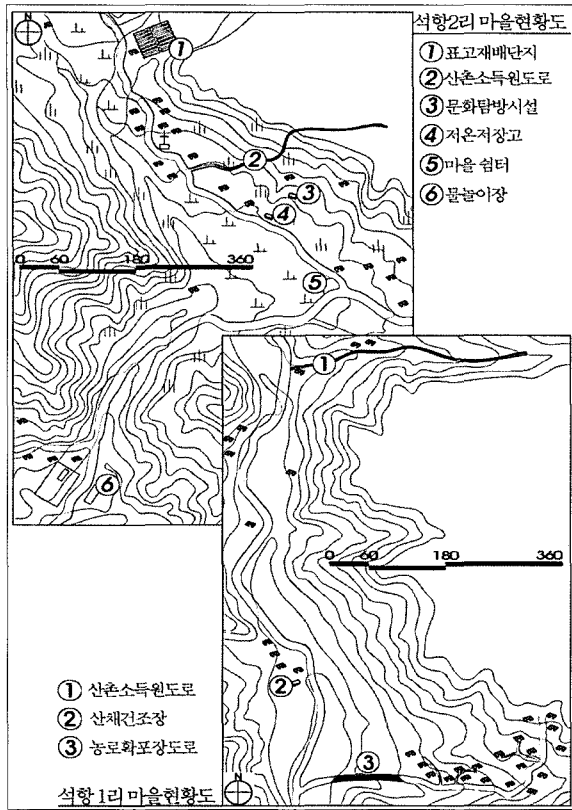 석항2리 마을현황도
① 표고재배단지
② 산촌소득원도로
③ 문화탐방시설
④ 저온저장고
⑤ 마을 쉼터
⑥ 물놀이장
N
①
②
③
④
⑤
⑥
0 60 180 360
①
0 60 180 360
②
③
N
① 산촌소득원도로
② 산채건조장
③ 농로확포장도로
석항1리 마을현황도